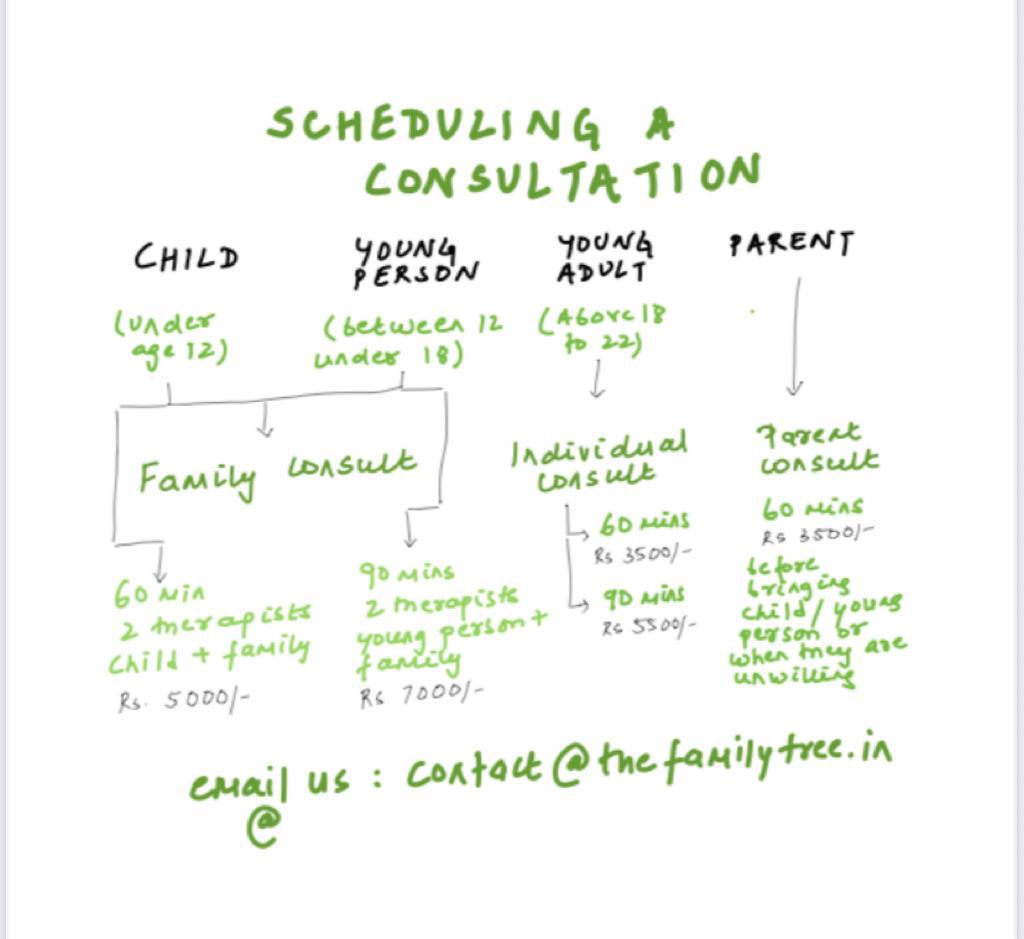 SCHEDULING A
CONSULTATION
CHILD
(under
age 12)
YOUNG
PERSON
(between 12
under 18)
YOUNG
ADULT
(Above 18
to 22)
PARENT
Family consult
60 min
2 therapists
Child + family
Rs. 5000/-
90 mins
2 therapists
young person +
family
Rs 7000/-
Individual
consult
60 mins
Rs 3500/-
90 mins
Rs 5500/-
Parent
consult
60 mins
Rs 3500/-
before
bringing
child/young
person or
when they are
unwilling
email us : contact@thefamilytree.in
@